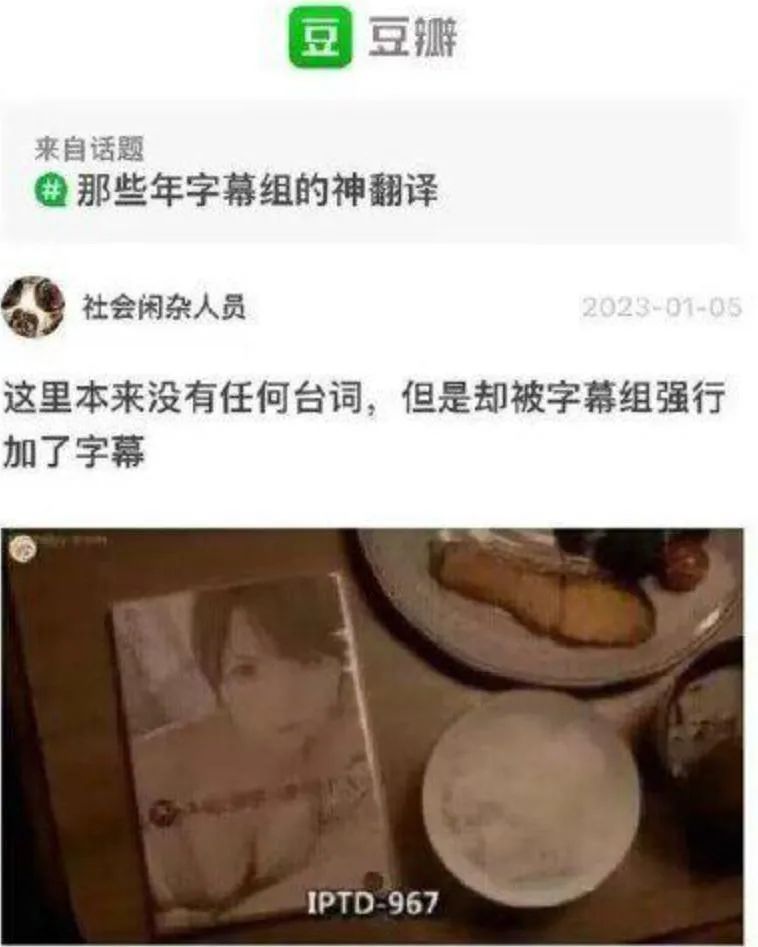 豆 豆瓣
来自话题
# 那些年字幕组的神翻译
社会闲杂人员 2023-01-05
这里本来没有任何台词，但是却被字幕组强行
加了字幕
IPTD-967